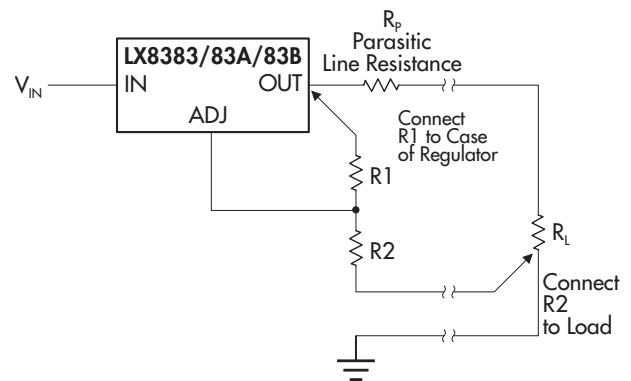 R_P
Parasitic
Line Resistance
LX8383/83A/83B
V_IN
IN
OUT
ADJ
Connect
R1 to Case
of Regulator
R1
R2
R_L
Connect
R2
to Load